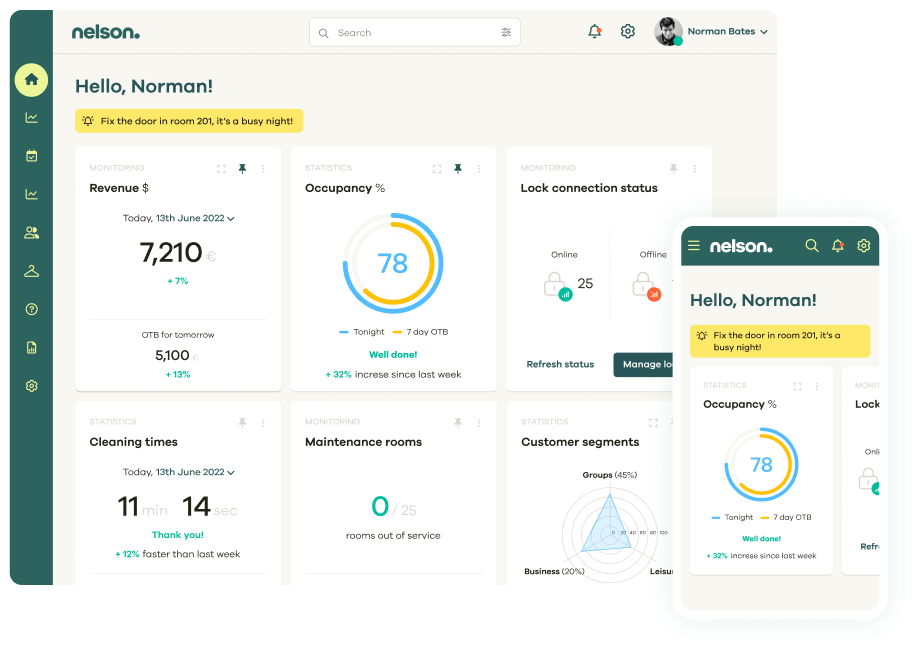 nelson.
Search
Norman Bates
Hello, Norman!
Fix the door in room 201, it's a busy night!
MONITORING
Revenue $
Today, 13th June 2022
7,210 €
+ 7%
OTB for tomorrow
5,100 €
+ 13%
STATISTICS
Occupancy %
78
Tonight 7 day OTB
Well done!
+ 32% increse since last week
MONITORING
Lock connection status
Online
25
Offline
Refresh status
Manage lo
STATISTICS
Cleaning times
Today, 13th June 2022
11 min 14 sec
Thank you!
+ 12% faster than last week
MONITORING
Maintenance rooms
0 / 25
rooms out of service
STATISTICS
Customer segments
Groups (45%)
0 20 40 60 80 100
Business (20%)
Leisu
nelson.
Hello, Norman!
Fix the door in room 201, it's a
busy night!
STATISTICS
Occupancy %
78
Tonight 7 day OTB
Well done!
+ 32% increse since last week
MONIT
Lock
Onli
Refr